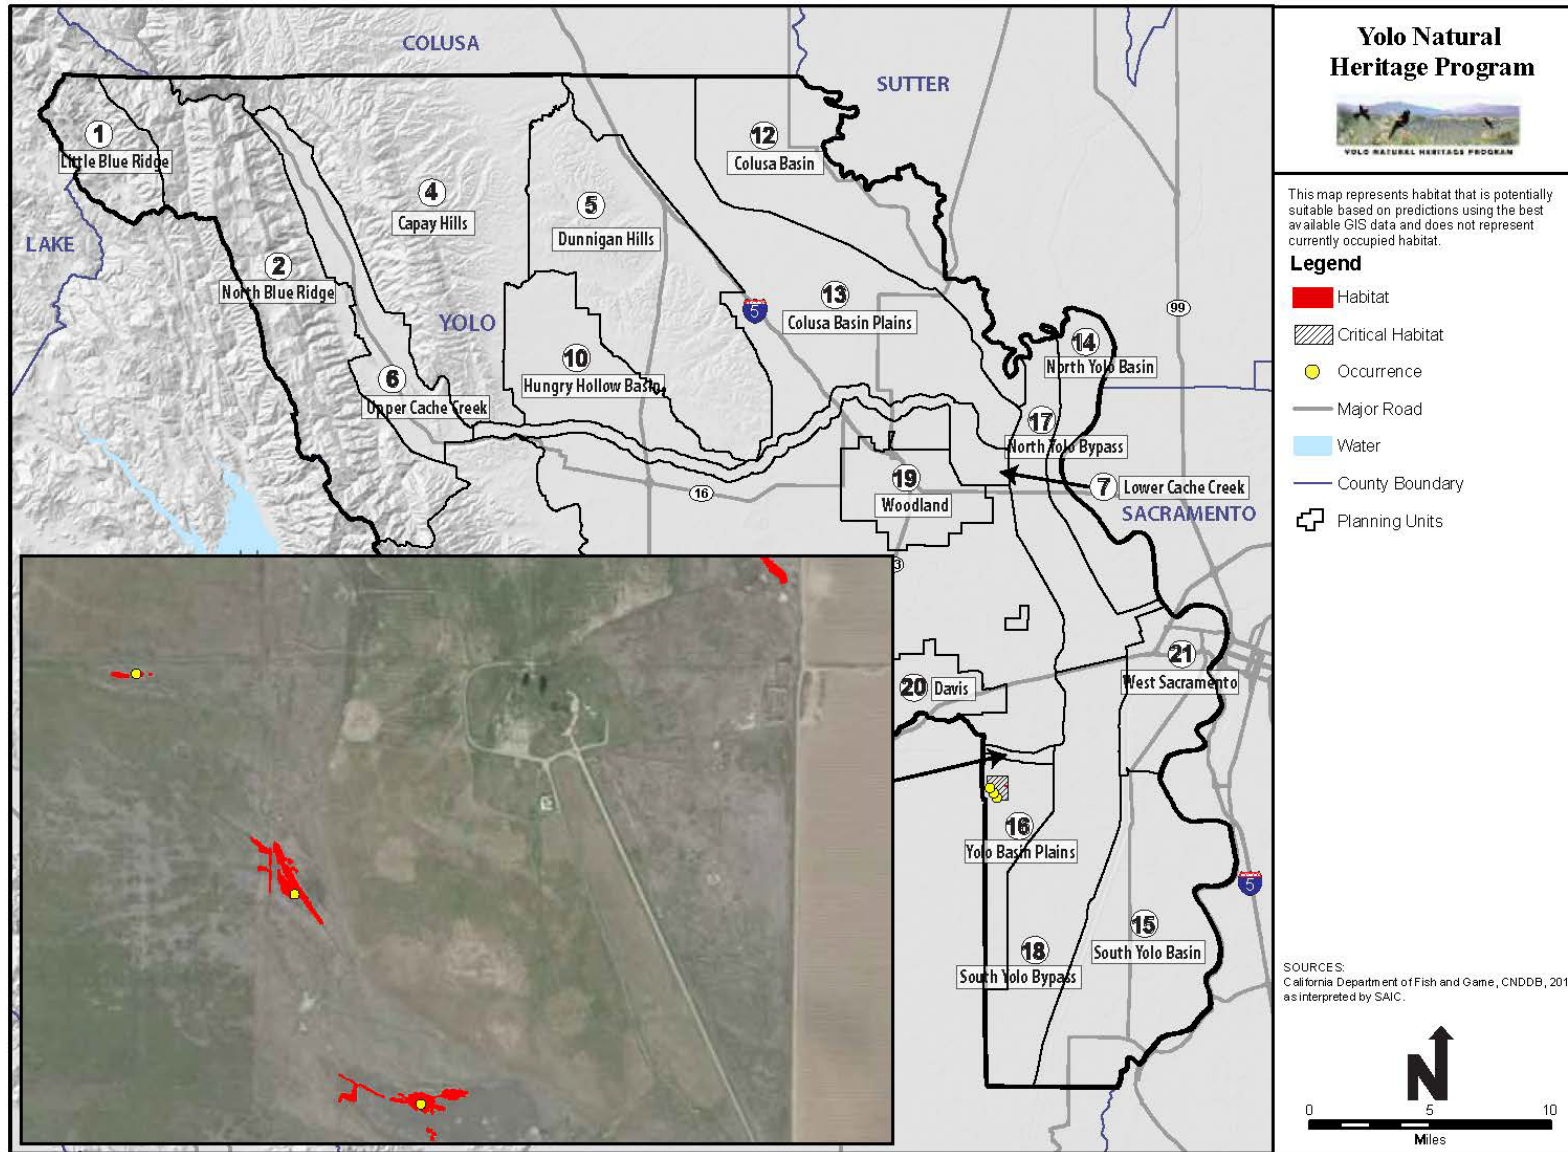 COLUSA
SUTTER
LAKE
YOLO
SACRAMENTO
1
Little Blue Ridge
2
North Blue Ridge
4
Capay Hills
5
Dunnigan Hills
6
Upper Cache Creek
10
Hungry Hollow Basin
12
Colusa Basin
13
Colusa Basin Plains
14
North Yolo Basin
17
North Yolo Bypass
7
Lower Cache Creek
19
Woodland
20
Davis
21
West Sacramento
16
Yolo Basin Plains
15
South Yolo Basin
18
South Yolo Bypass
5
99
16
5
Yolo Natural
Heritage Program
YOLO NATURAL HERITAGE PROGRAM
This map represents habitat that is potentially
suitable based on predictions using the best
available GIS data and does not represent
currently occupied habitat.
Legend
Habitat
Critical Habitat
Occurrence
Major Road
Water
County Boundary
Planning Units
SOURCES:
California Department of Fish and Game, CNDDB, 201
as interpreted by SAIC.
N
0 5 10
Miles